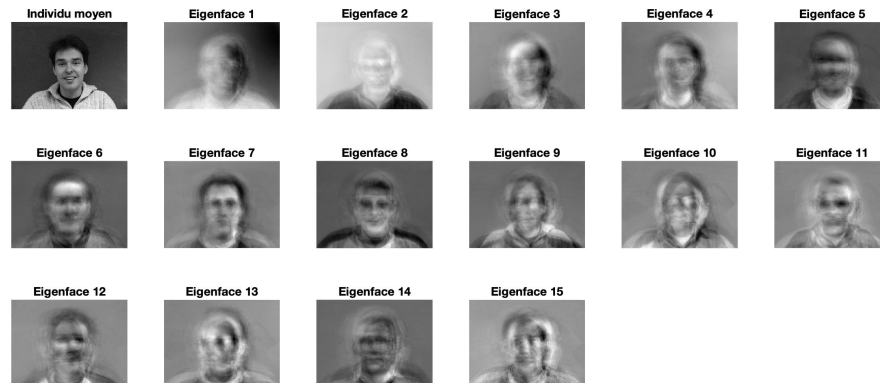 Individu moyen
Eigenface 1
Eigenface 2
Eigenface 3
Eigenface 4
Eigenface 5
Eigenface 6
Eigenface 7
Eigenface 8
Eigenface 9
Eigenface 10
Eigenface 11
Eigenface 12
Eigenface 13
Eigenface 14
Eigenface 15